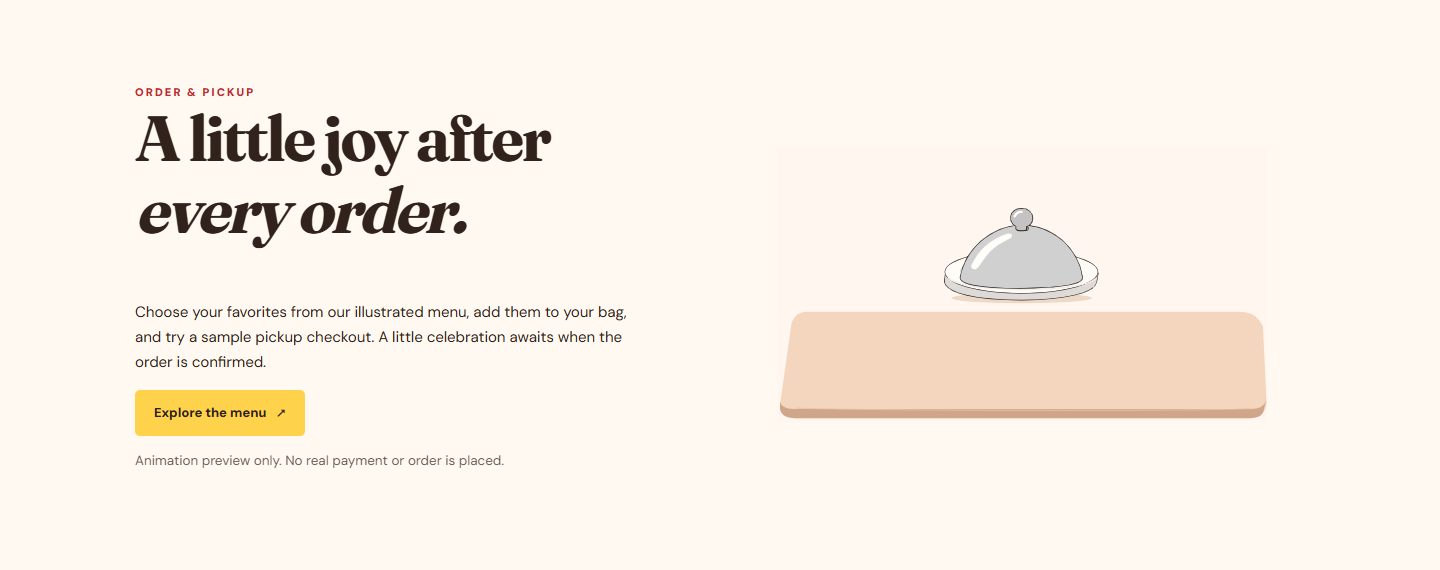 ORDER & PICKUP
A little joy after
every order.
Choose your favorites from our illustrated menu, add them to your bag,
and try a sample pickup checkout. A little celebration awaits when the
order is confirmed.
Explore the menu ↗
Animation preview only. No real payment or order is placed.